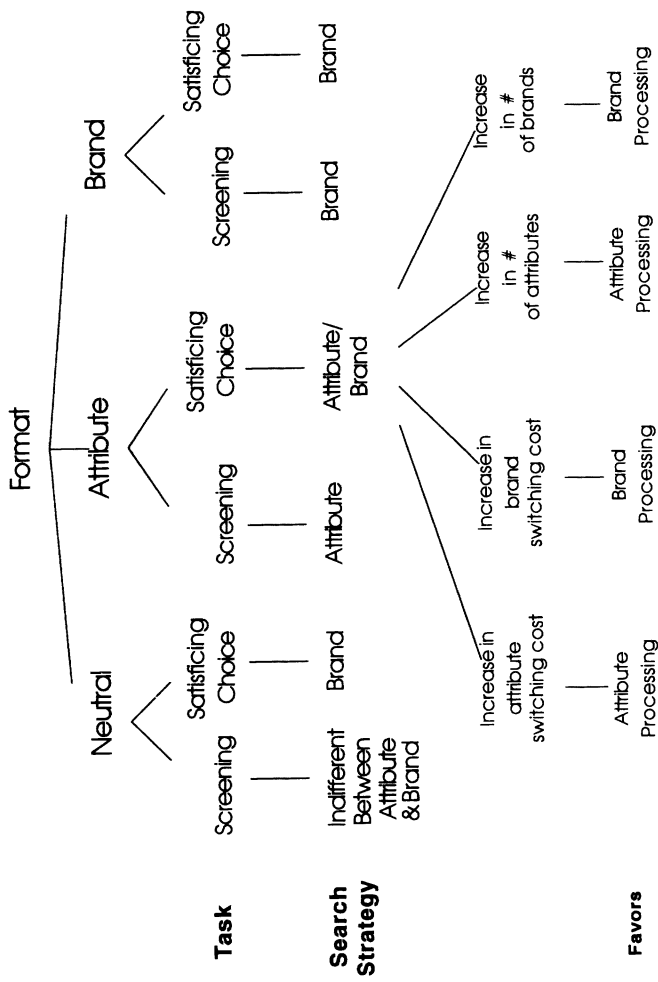 Format
Neutral
Attribute
Brand
Task
Screening
Satisficing
Choice
Screening
Satisficing
Choice
Screening
Satisficing
Choice
Search
Strategy
Indifferent
Between
Attribute
& Brand
Brand
Attribute
Attribute/
Brand
Brand
Brand
Increase in
attribute
switching cost
Increase in
brand
switching cost
Increase
in #
of attributes
Increase
in #
of brands
Favors
Attribute
Processing
Brand
Processing
Attribute
Processing
Brand
Processing